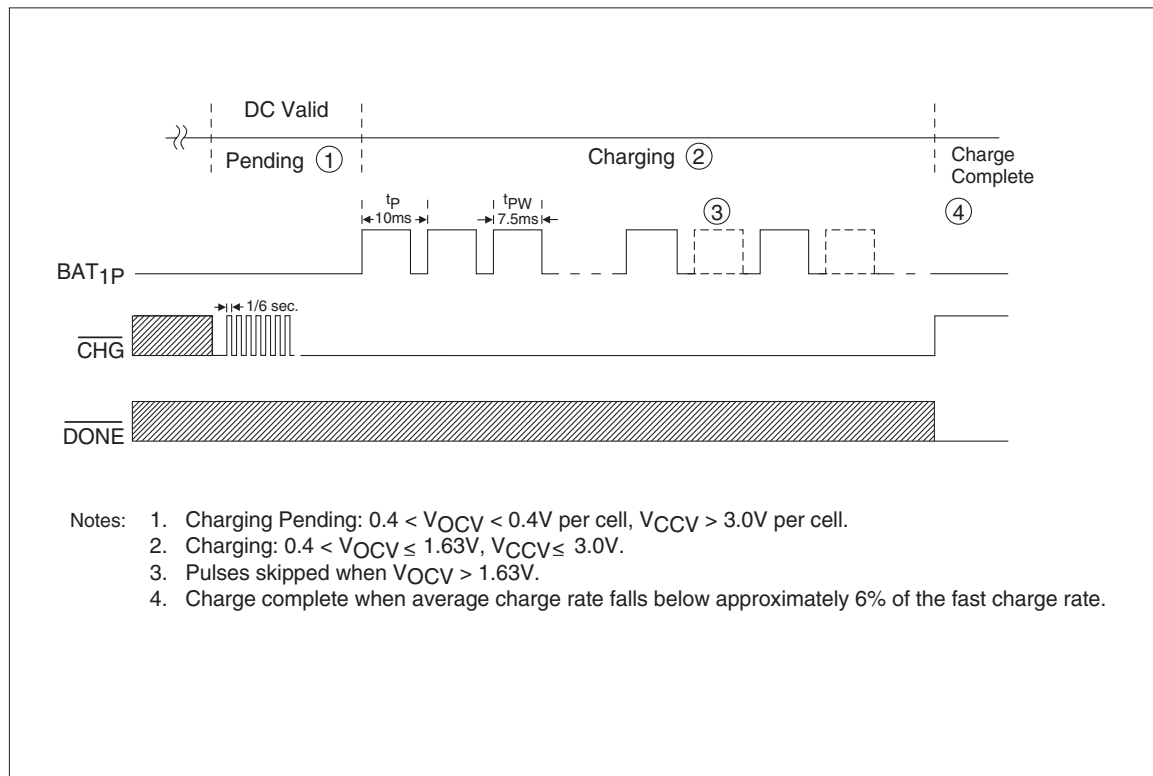 DC Valid
Pending ① Charging ② Charge
Complete
tP tPW ③ ④
10ms 7.5ms
BAT1P
1/6 sec.
CHG
DONE
Notes: 1. Charging Pending: 0.4 < VOCV < 0.4V per cell, VCCV > 3.0V per cell.
2. Charging: 0.4 < VOCV ≤ 1.63V, VCCV ≤ 3.0V.
3. Pulses skipped when VOCV > 1.63V.
4. Charge complete when average charge rate falls below approximately 6% of the fast charge rate.